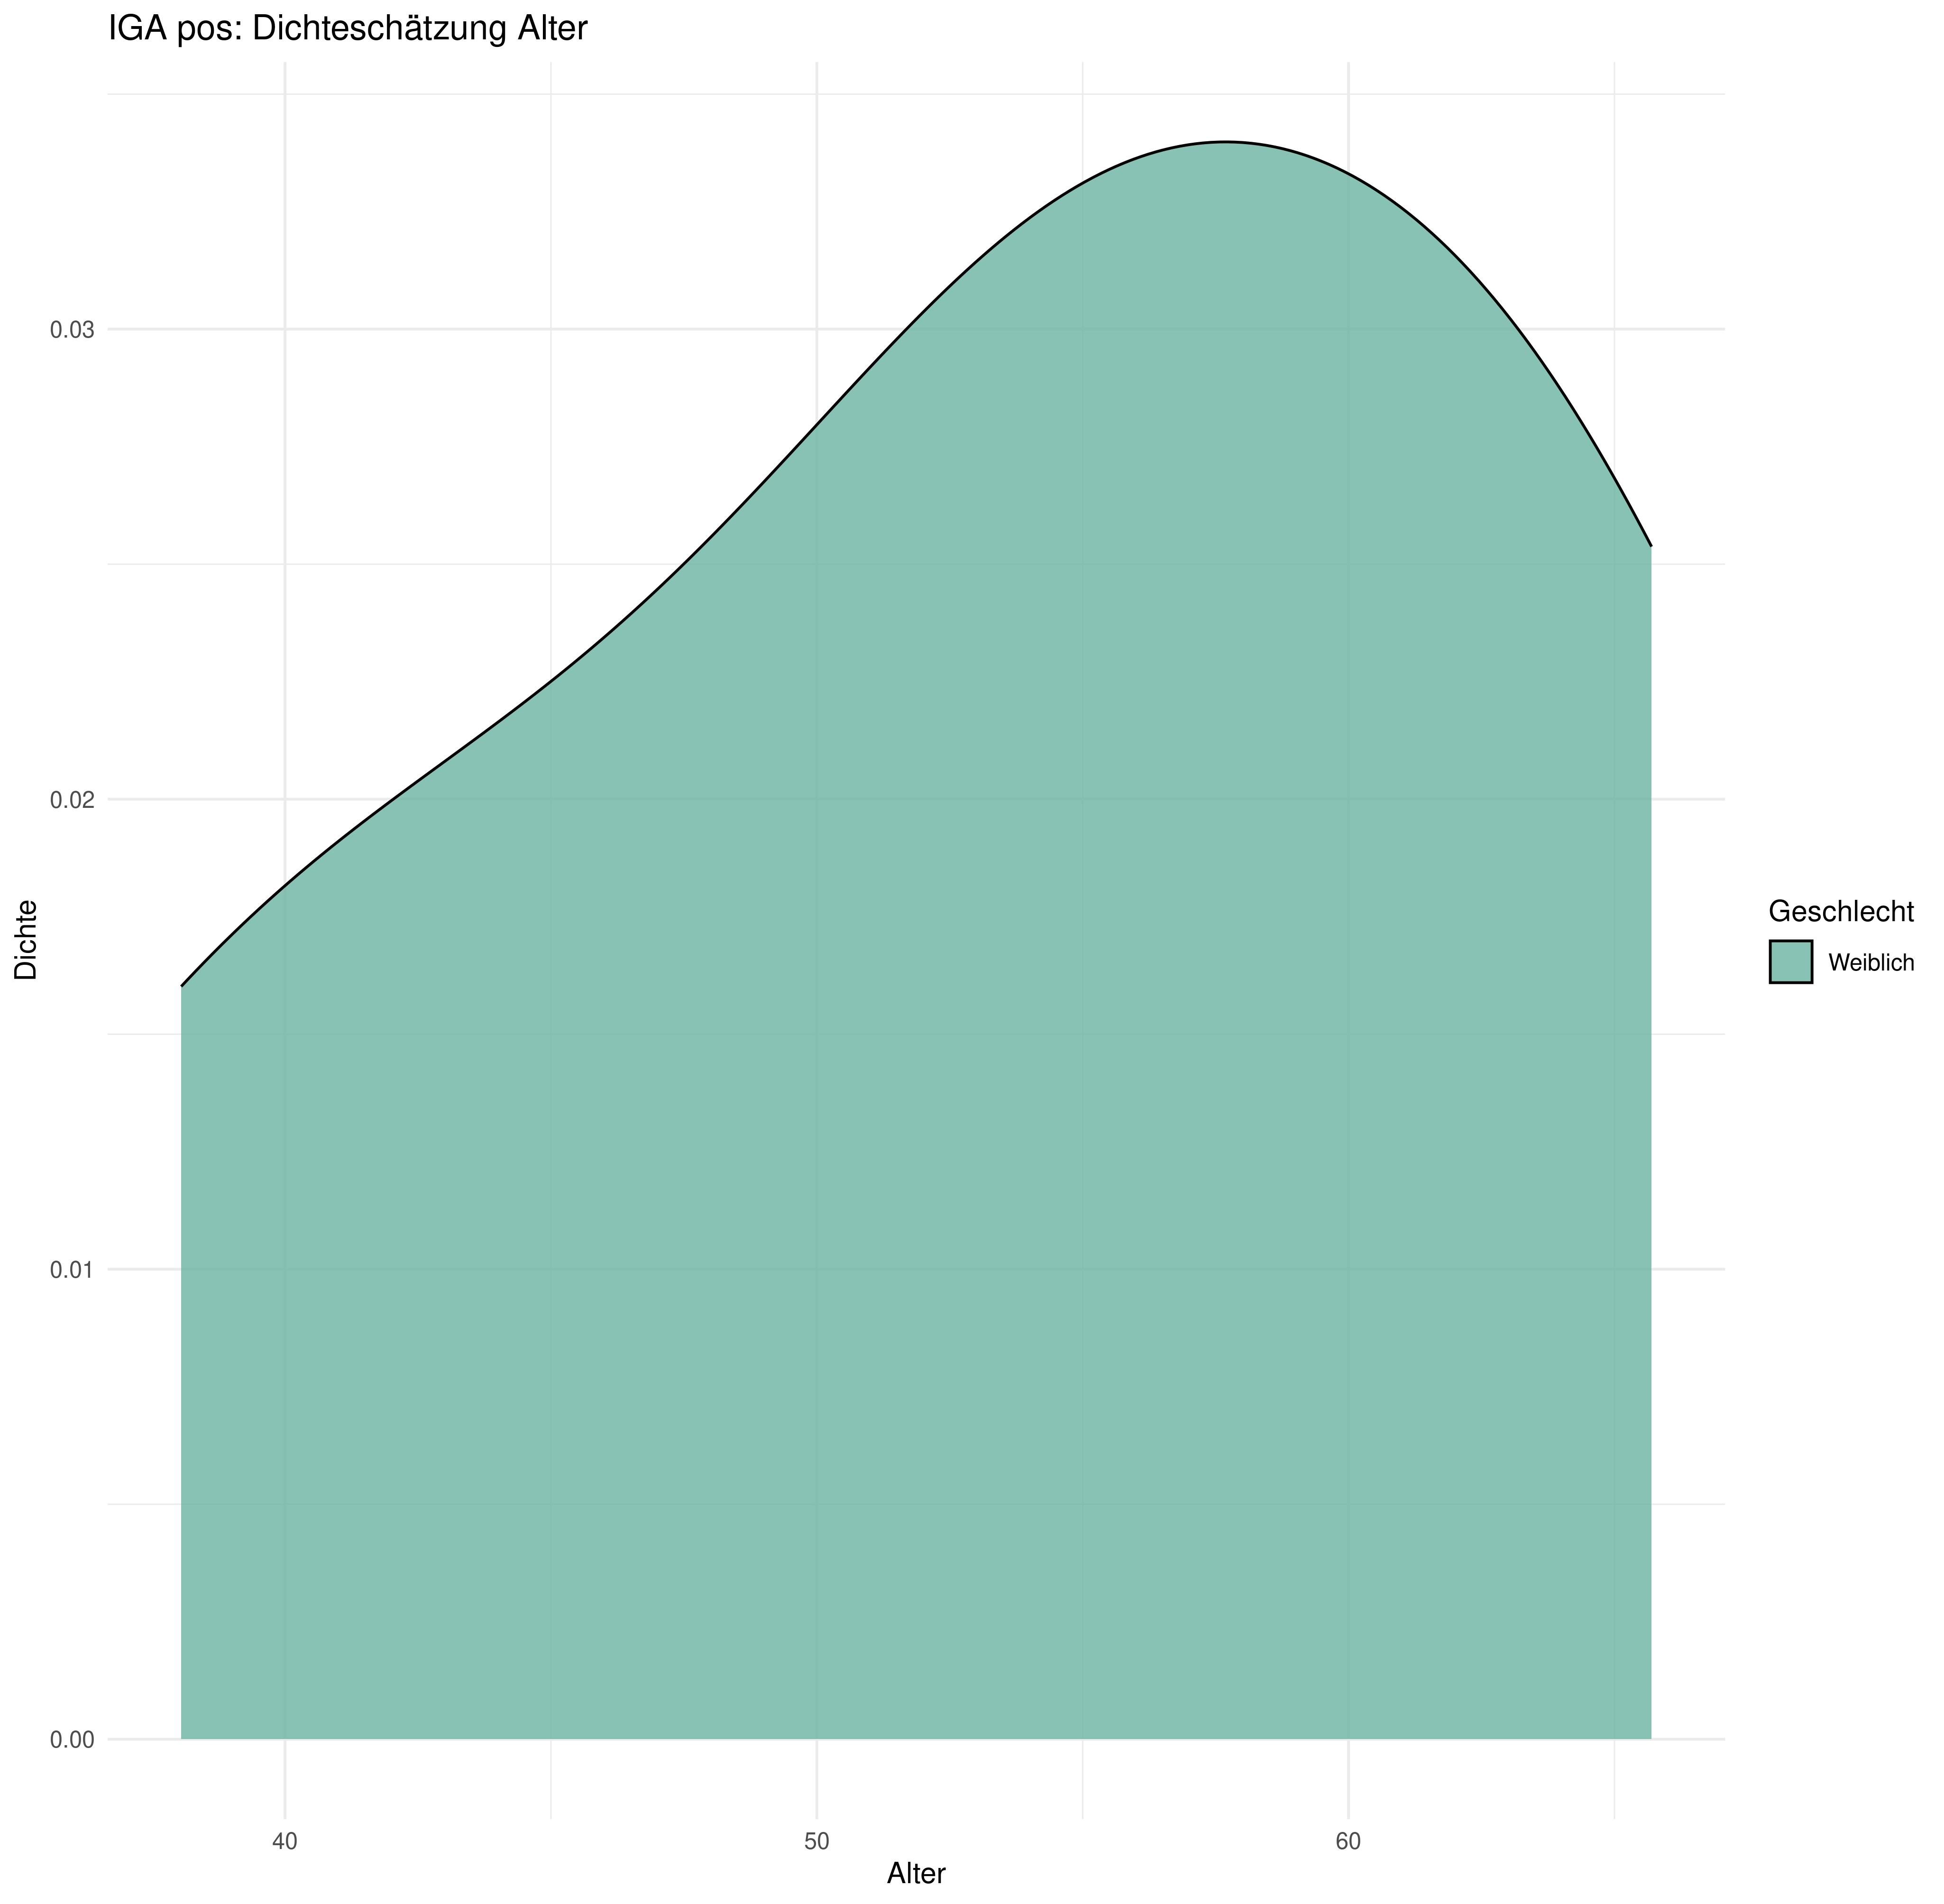 IGA pos: Dichteschätzung Alter
Dichte
0.03
0.02
0.01
0.00
40
50
60
Alter
Geschlecht
Weiblich